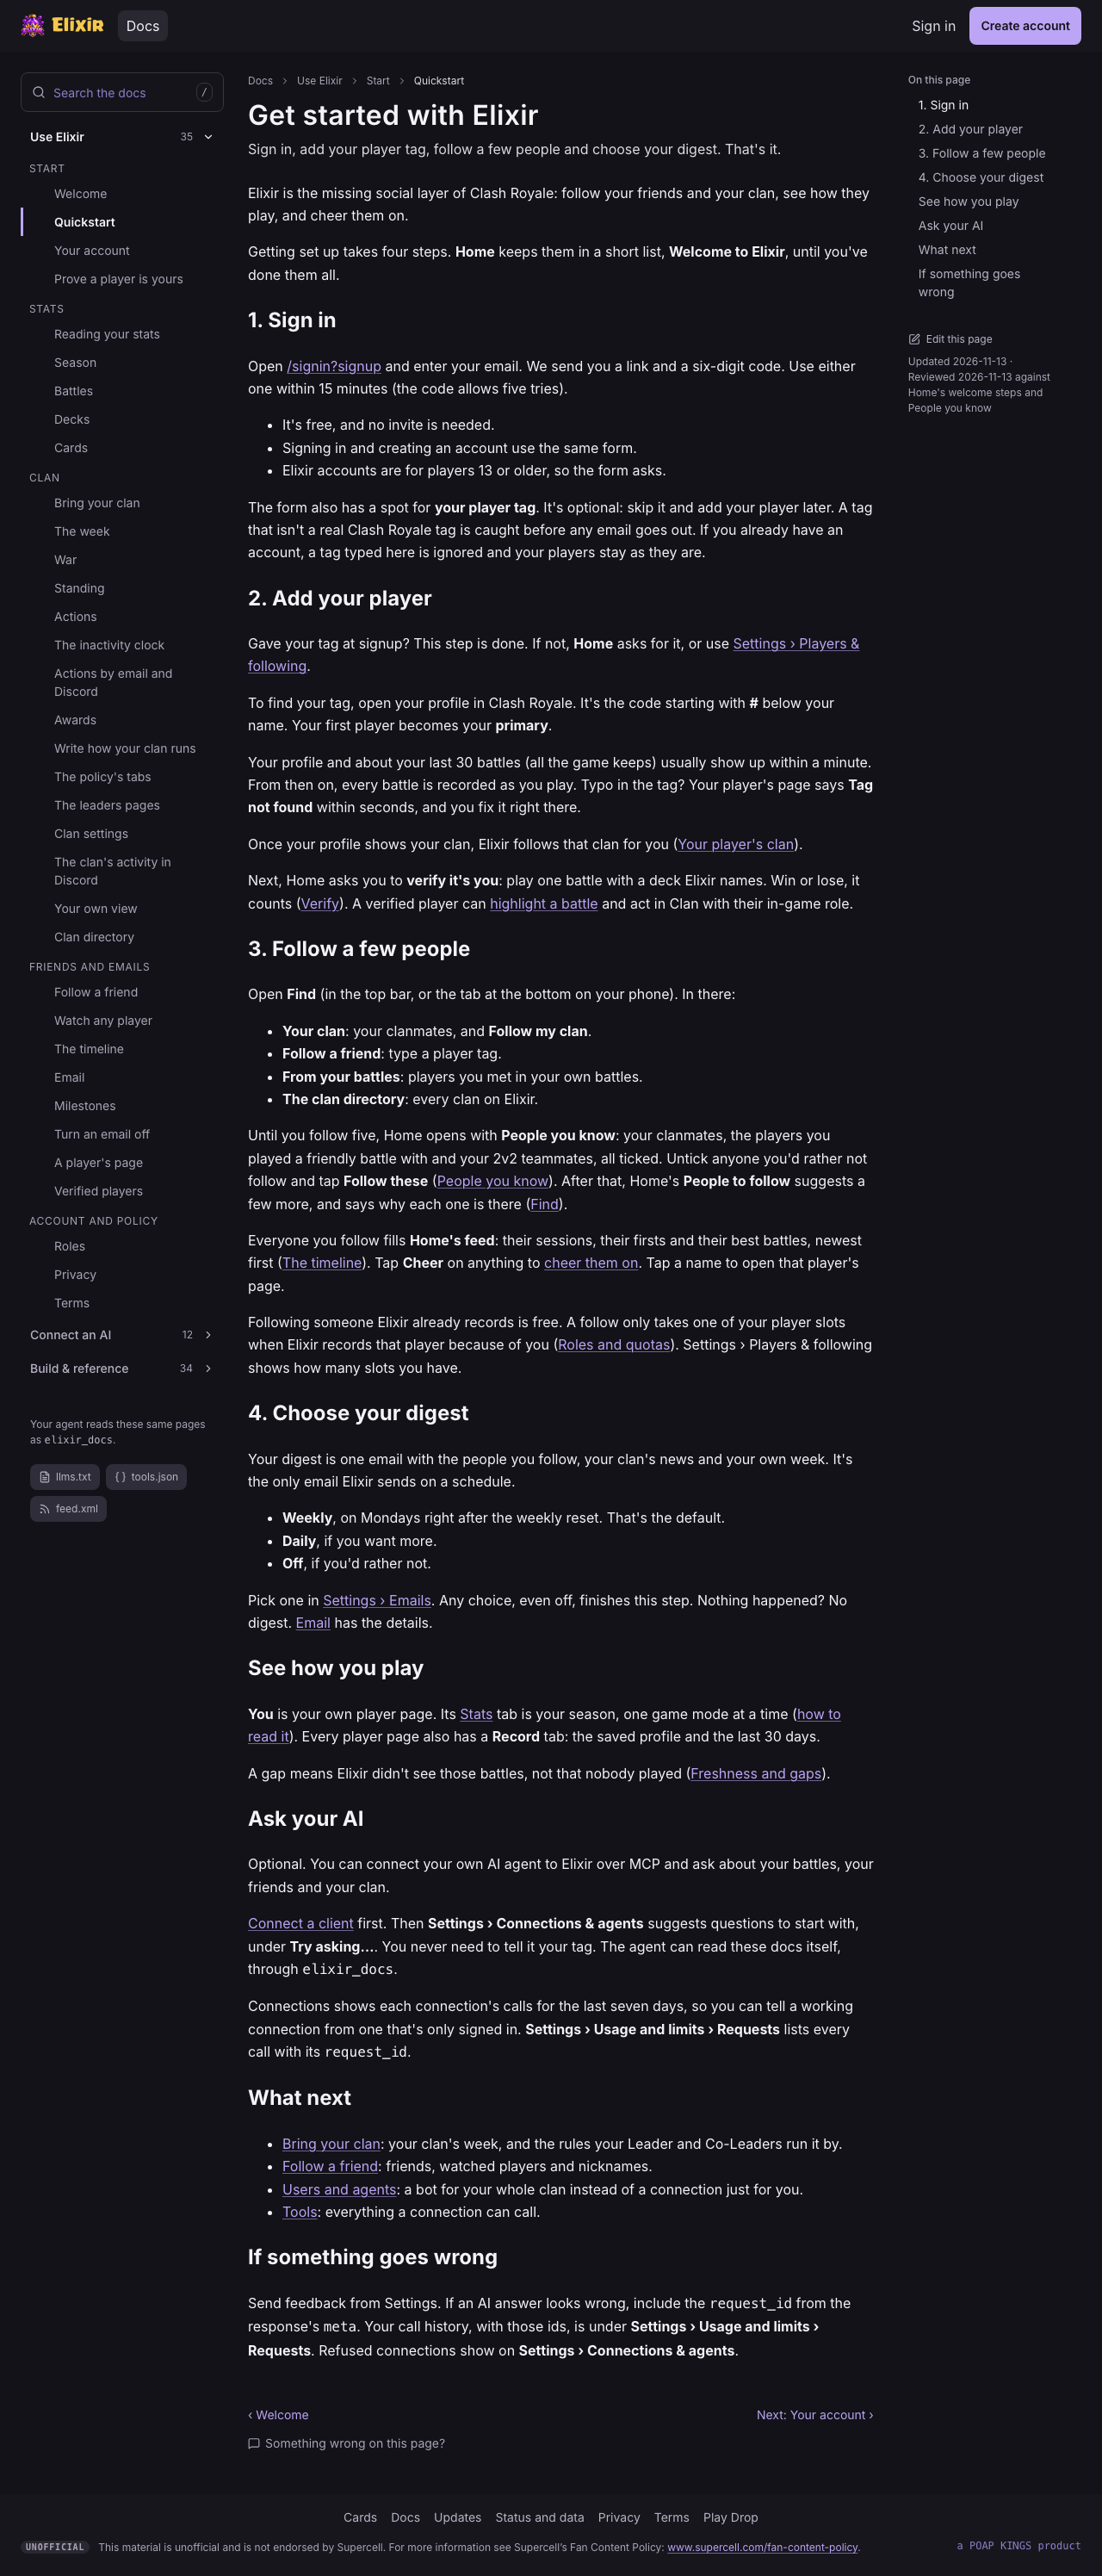 Elixir
Docs
Sign in
Create account
Search the docs
/
Use Elixir
35
START
Welcome
Quickstart
Your account
Prove a player is yours
STATS
Reading your stats
Season
Battles
Decks
Cards
CLAN
Bring your clan
The week
War
Standing
Actions
The inactivity clock
Actions by email and
Discord
Awards
Write how your clan runs
The policy's tabs
The leaders pages
Clan settings
The clan's activity in
Discord
Your own view
Clan directory
FRIENDS AND EMAILS
Follow a friend
Watch any player
The timeline
Email
Milestones
Turn an email off
A player's page
Verified players
ACCOUNT AND POLICY
Roles
Privacy
Terms
Connect an AI
12
Build & reference
34
Your agent reads these same pages
as elixir_docs.
llms.txt
{ } tools.json
feed.xml
Docs › Use Elixir › Start › Quickstart
Get started with Elixir
Sign in, add your player tag, follow a few people and choose your digest. That's it.
Elixir is the missing social layer of Clash Royale: follow your friends and your clan, see how they
play, and cheer them on.
Getting set up takes four steps. Home keeps them in a short list, Welcome to Elixir, until you've
done them all.
1. Sign in
Open /signin?signup and enter your email. We send you a link and a six-digit code. Use either
one within 15 minutes (the code allows five tries).
• It's free, and no invite is needed.
• Signing in and creating an account use the same form.
• Elixir accounts are for players 13 or older, so the form asks.
The form also has a spot for your player tag. It's optional: skip it and add your player later. A tag
that isn't a real Clash Royale tag is caught before any email goes out. If you already have an
account, a tag typed here is ignored and your players stay as they are.
2. Add your player
Gave your tag at signup? This step is done. If not, Home asks for it, or use Settings › Players &
following.
To find your tag, open your profile in Clash Royale. It's the code starting with # below your
name. Your first player becomes your primary.
Your profile and about your last 30 battles (all the game keeps) usually show up within a minute.
From then on, every battle is recorded as you play. Typo in the tag? Your player's page says Tag
not found within seconds, and you fix it right there.
Once your profile shows your clan, Elixir follows that clan for you (Your player's clan).
Next, Home asks you to verify it's you: play one battle with a deck Elixir names. Win or lose, it
counts (Verify). A verified player can highlight a battle and act in Clan with their in-game role.
3. Follow a few people
Open Find (in the top bar, or the tab at the bottom on your phone). In there:
• Your clan: your clanmates, and Follow my clan.
• Follow a friend: type a player tag.
• From your battles: players you met in your own battles.
• The clan directory: every clan on Elixir.
Until you follow five, Home opens with People you know: your clanmates, the players you
played a friendly battle with and your 2v2 teammates, all ticked. Untick anyone you'd rather not
follow and tap Follow these (People you know). After that, Home's People to follow suggests a
few more, and says why each one is there (Find).
Everyone you follow fills Home's feed: their sessions, their firsts and their best battles, newest
first (The timeline). Tap Cheer on anything to cheer them on. Tap a name to open that player's
page.
Following someone Elixir already records is free. A follow only takes one of your player slots
when Elixir records that player because of you (Roles and quotas). Settings › Players & following
shows how many slots you have.
4. Choose your digest
Your digest is one email with the people you follow, your clan's news and your own week. It's
the only email Elixir sends on a schedule.
• Weekly, on Mondays right after the weekly reset. That's the default.
• Daily, if you want more.
• Off, if you'd rather not.
Pick one in Settings › Emails. Any choice, even off, finishes this step. Nothing happened? No
digest. Email has the details.
See how you play
You is your own player page. Its Stats tab is your season, one game mode at a time (how to
read it). Every player page also has a Record tab: the saved profile and the last 30 days.
A gap means Elixir didn't see those battles, not that nobody played (Freshness and gaps).
Ask your AI
Optional. You can connect your own AI agent to Elixir over MCP and ask about your battles, your
friends and your clan.
Connect a client first. Then Settings › Connections & agents suggests questions to start with,
under Try asking.... You never need to tell it your tag. The agent can read these docs itself,
through elixir_docs.
Connections shows each connection's calls for the last seven days, so you can tell a working
connection from one that's only signed in. Settings › Usage and limits › Requests lists every
call with its request_id.
What next
• Bring your clan: your clan's week, and the rules your Leader and Co-Leaders run it by.
• Follow a friend: friends, watched players and nicknames.
• Users and agents: a bot for your whole clan instead of a connection just for you.
• Tools: everything a connection can call.
If something goes wrong
Send feedback from Settings. If an AI answer looks wrong, include the request_id from the
response's meta. Your call history, with those ids, is under Settings › Usage and limits ›
Requests. Refused connections show on Settings › Connections & agents.
‹ Welcome
Next: Your account ›
Something wrong on this page?
On this page
1. Sign in
2. Add your player
3. Follow a few people
4. Choose your digest
See how you play
Ask your AI
What next
If something goes
wrong
Edit this page
Updated 2026-11-13 ·
Reviewed 2026-11-13 against
Home's welcome steps and
People you know
Cards Docs Updates Status and data Privacy Terms Play Drop
UNOFFICIAL
This material is unofficial and is not endorsed by Supercell. For more information see Supercell's Fan Content Policy: www.supercell.com/fan-content-policy.
a POAP KINGS product